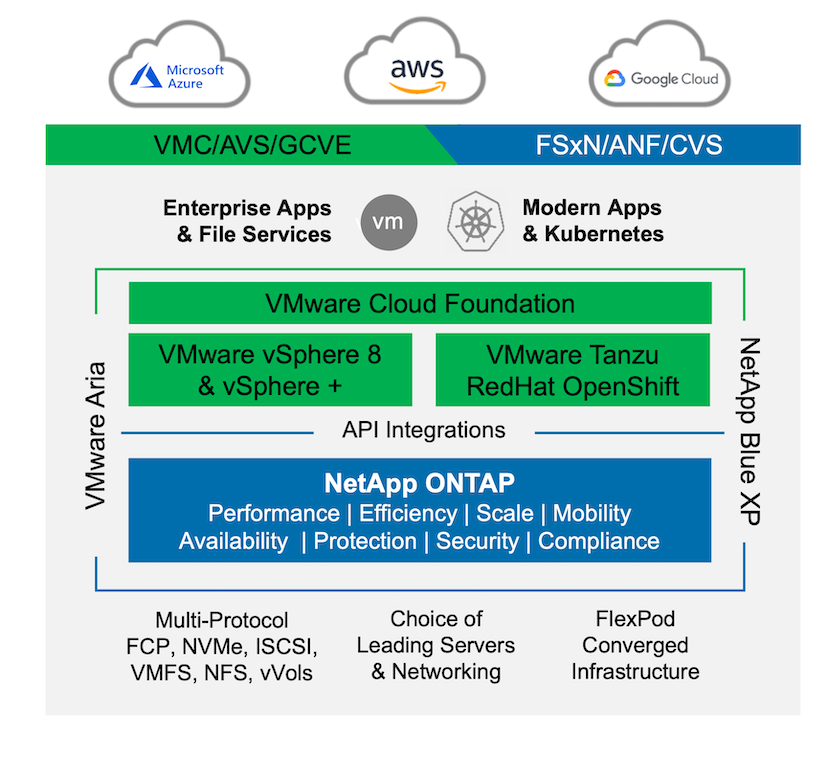 Microsoft
Azure
aws
Google Cloud
VMC/AVS/GCVE
FSxN/ANF/CVS
Enterprise Apps
& File Services
vm
Modern Apps
& Kubernetes
VMware Cloud Foundation
VMware vSphere 8
& vSphere +
VMware Tanzu
RedHat OpenShift
VMware Aria
NetApp Blue XP
API Integrations
NetApp ONTAP
Performance | Efficiency | Scale | Mobility
Availability | Protection | Security | Compliance
Multi-Protocol
FCP, NVMe, ISCSI,
VMFS, NFS, vVols
Choice of
Leading Servers
& Networking
FlexPod
Converged
Infrastructure